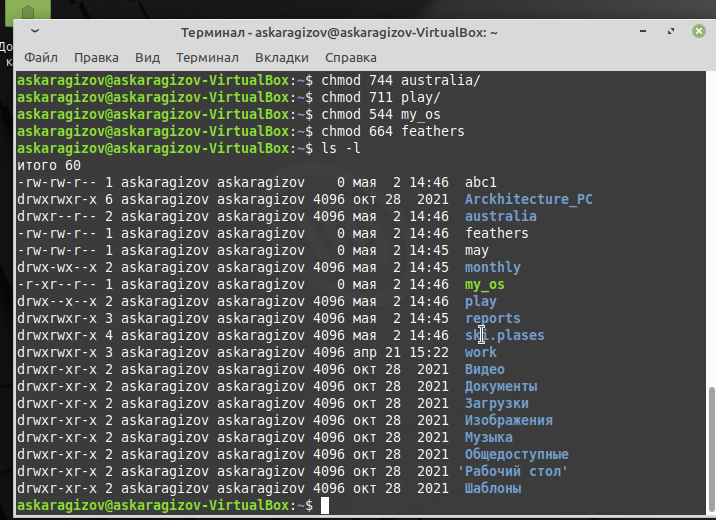 До
ка
Терминал - askaragizov@askaragizov-VirtualBox: ~
Файл Правка Вид Терминал Вкладки Справка
askaragizov@askaragizov-VirtualBox:~$ chmod 744 australia/
askaragizov@askaragizov-VirtualBox:~$ chmod 711 play/
askaragizov@askaragizov-VirtualBox:~$ chmod 544 my_os
askaragizov@askaragizov-VirtualBox:~$ chmod 664 feathers
askaragizov@askaragizov-VirtualBox:~$ ls -l
итого 60
-rw-rw-r-- 1 askaragizov askaragizov    0 мая  2 14:46  abc1
drwxrwxr-x 6 askaragizov askaragizov 4096 окт 28  2021  Arckhitecture_PC
drwxr--r-- 2 askaragizov askaragizov 4096 мая  2 14:46  australia
-rw-rw-r-- 1 askaragizov askaragizov    0 мая  2 14:46  feathers
-rw-rw-r-- 1 askaragizov askaragizov    0 мая  2 14:45  may
drwx-wx--x 2 askaragizov askaragizov 4096 мая  2 14:45  monthly
-r-xr--r-- 1 askaragizov askaragizov    0 мая  2 14:46  my_os
drwx--x--x 2 askaragizov askaragizov 4096 мая  2 14:46  play
drwxrwxr-x 3 askaragizov askaragizov 4096 мая  2 14:45  reports
drwxrwxr-x 4 askaragizov askaragizov 4096 мая  2 14:46  ski.plases
drwxrwxr-x 3 askaragizov askaragizov 4096 апр 21 15:22  work
drwxr-xr-x 2 askaragizov askaragizov 4096 окт 28  2021  Видео
drwxr-xr-x 2 askaragizov askaragizov 4096 окт 28  2021  Документы
drwxr-xr-x 2 askaragizov askaragizov 4096 окт 28  2021  Загрузки
drwxr-xr-x 2 askaragizov askaragizov 4096 окт 28  2021  Изображения
drwxr-xr-x 2 askaragizov askaragizov 4096 окт 28  2021  Музыка
drwxr-xr-x 2 askaragizov askaragizov 4096 окт 28  2021  Общедоступные
drwxr-xr-x 2 askaragizov askaragizov 4096 окт 28  2021 'Рабочий стол'
drwxr-xr-x 2 askaragizov askaragizov 4096 окт 28  2021  Шаблоны
askaragizov@askaragizov-VirtualBox:~$